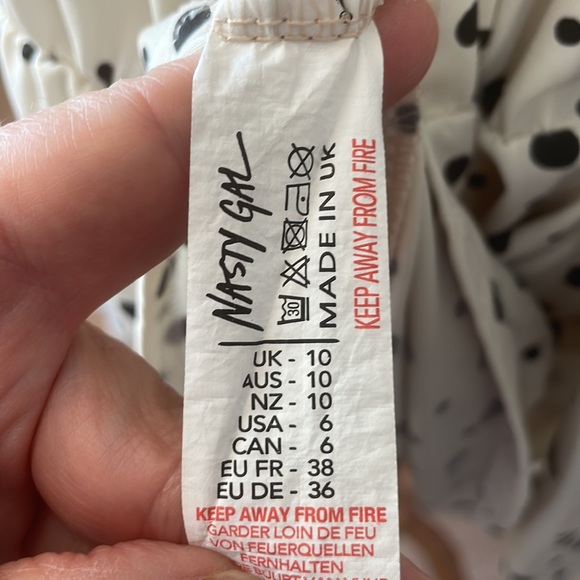 NASTY GAL
30
MADE IN UK
KEEP AWAY FROM FIRE
UK - 10
AUS - 10
NZ - 10
USA - 6
CAN - 6
EU FR - 38
EU DE - 36
KEEP AWAY FROM FIRE
GARDER LOIN DE FEU
VON FEUERQUELLEN
FERNHALTEN